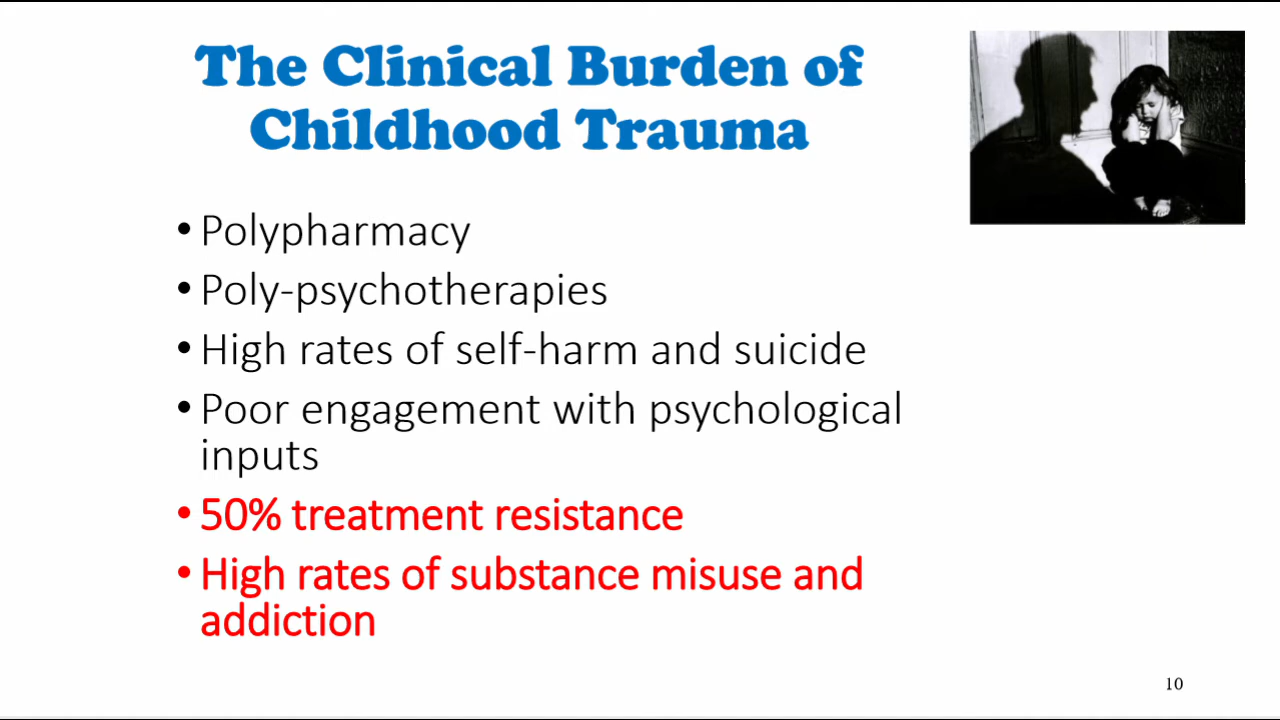 The Clinical Burden of
Childhood Trauma
• Polypharmacy
• Poly-psychotherapies
• High rates of self-harm and suicide
• Poor engagement with psychological
inputs
• 50% treatment resistance
• High rates of substance misuse and
addiction
10